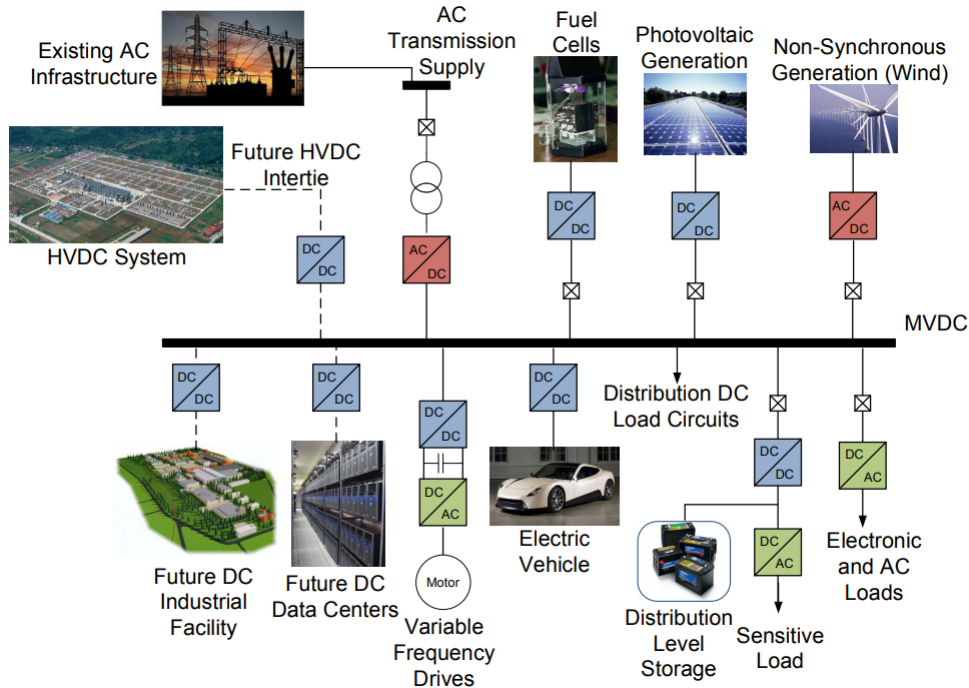 Existing AC
Infrastructure
AC
Transmission
Supply
Fuel
Cells
Photovoltaic
Generation
Non-Synchronous
Generation (Wind)
Future HVDC
Intertie
HVDC System
DC
DC
AC
DC
DC
DC
DC
DC
AC
DC
MVDC
DC
DC
DC
DC
DC
DC
DC
AC
Motor
DC
DC
Distribution DC
Load Circuits
DC
DC
DC
AC
DC
AC
Future DC
Industrial
Facility
Future DC
Data Centers
Variable
Frequency
Drives
Electric
Vehicle
Distribution
Level
Storage
Sensitive
Load
Electronic
and AC
Loads